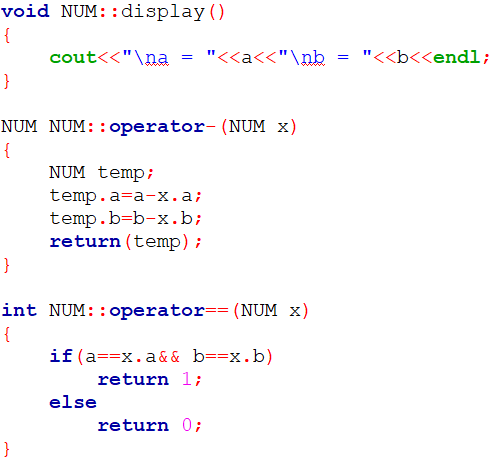 void NUM::display()
{
    cout<<"\na = "<<a<<"\nb = "<<b<<endl;
}

NUM NUM::operator-(NUM x)
{
    NUM temp;
    temp.a=a-x.a;
    temp.b=b-x.b;
    return(temp);
}

int NUM::operator==(NUM x)
{
    if(a==x.a&& b==x.b)
        return 1;
    else
        return 0;
}